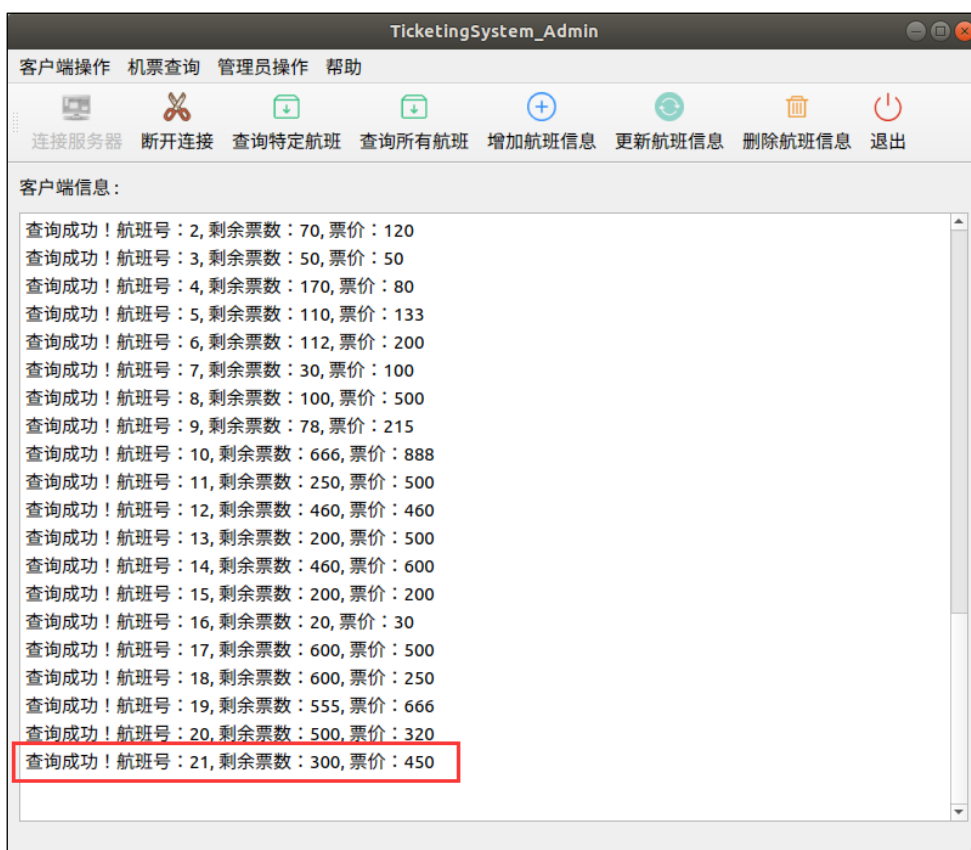 TicketingSystem_Admin
客户端操作 机票查询 管理员操作 帮助
连接服务器 断开连接 查询特定航班 查询所有航班 增加航班信息 更新航班信息 删除航班信息 退出
客户端信息:
查询成功！航班号：2, 剩余票数：70, 票价：120
查询成功！航班号：3, 剩余票数：50, 票价：50
查询成功！航班号：4, 剩余票数：170, 票价：80
查询成功！航班号：5, 剩余票数：110, 票价：133
查询成功！航班号：6, 剩余票数：112, 票价：200
查询成功！航班号：7, 剩余票数：30, 票价：100
查询成功！航班号：8, 剩余票数：100, 票价：500
查询成功！航班号：9, 剩余票数：78, 票价：215
查询成功！航班号：10, 剩余票数：666, 票价：888
查询成功！航班号：11, 剩余票数：250, 票价：500
查询成功！航班号：12, 剩余票数：460, 票价：460
查询成功！航班号：13, 剩余票数：200, 票价：500
查询成功！航班号：14, 剩余票数：460, 票价：600
查询成功！航班号：15, 剩余票数：200, 票价：200
查询成功！航班号：16, 剩余票数：20, 票价：30
查询成功！航班号：17, 剩余票数：600, 票价：500
查询成功！航班号：18, 剩余票数：600, 票价：250
查询成功！航班号：19, 剩余票数：555, 票价：666
查询成功！航班号：20, 剩余票数：500, 票价：320
查询成功！航班号：21, 剩余票数：300, 票价：450